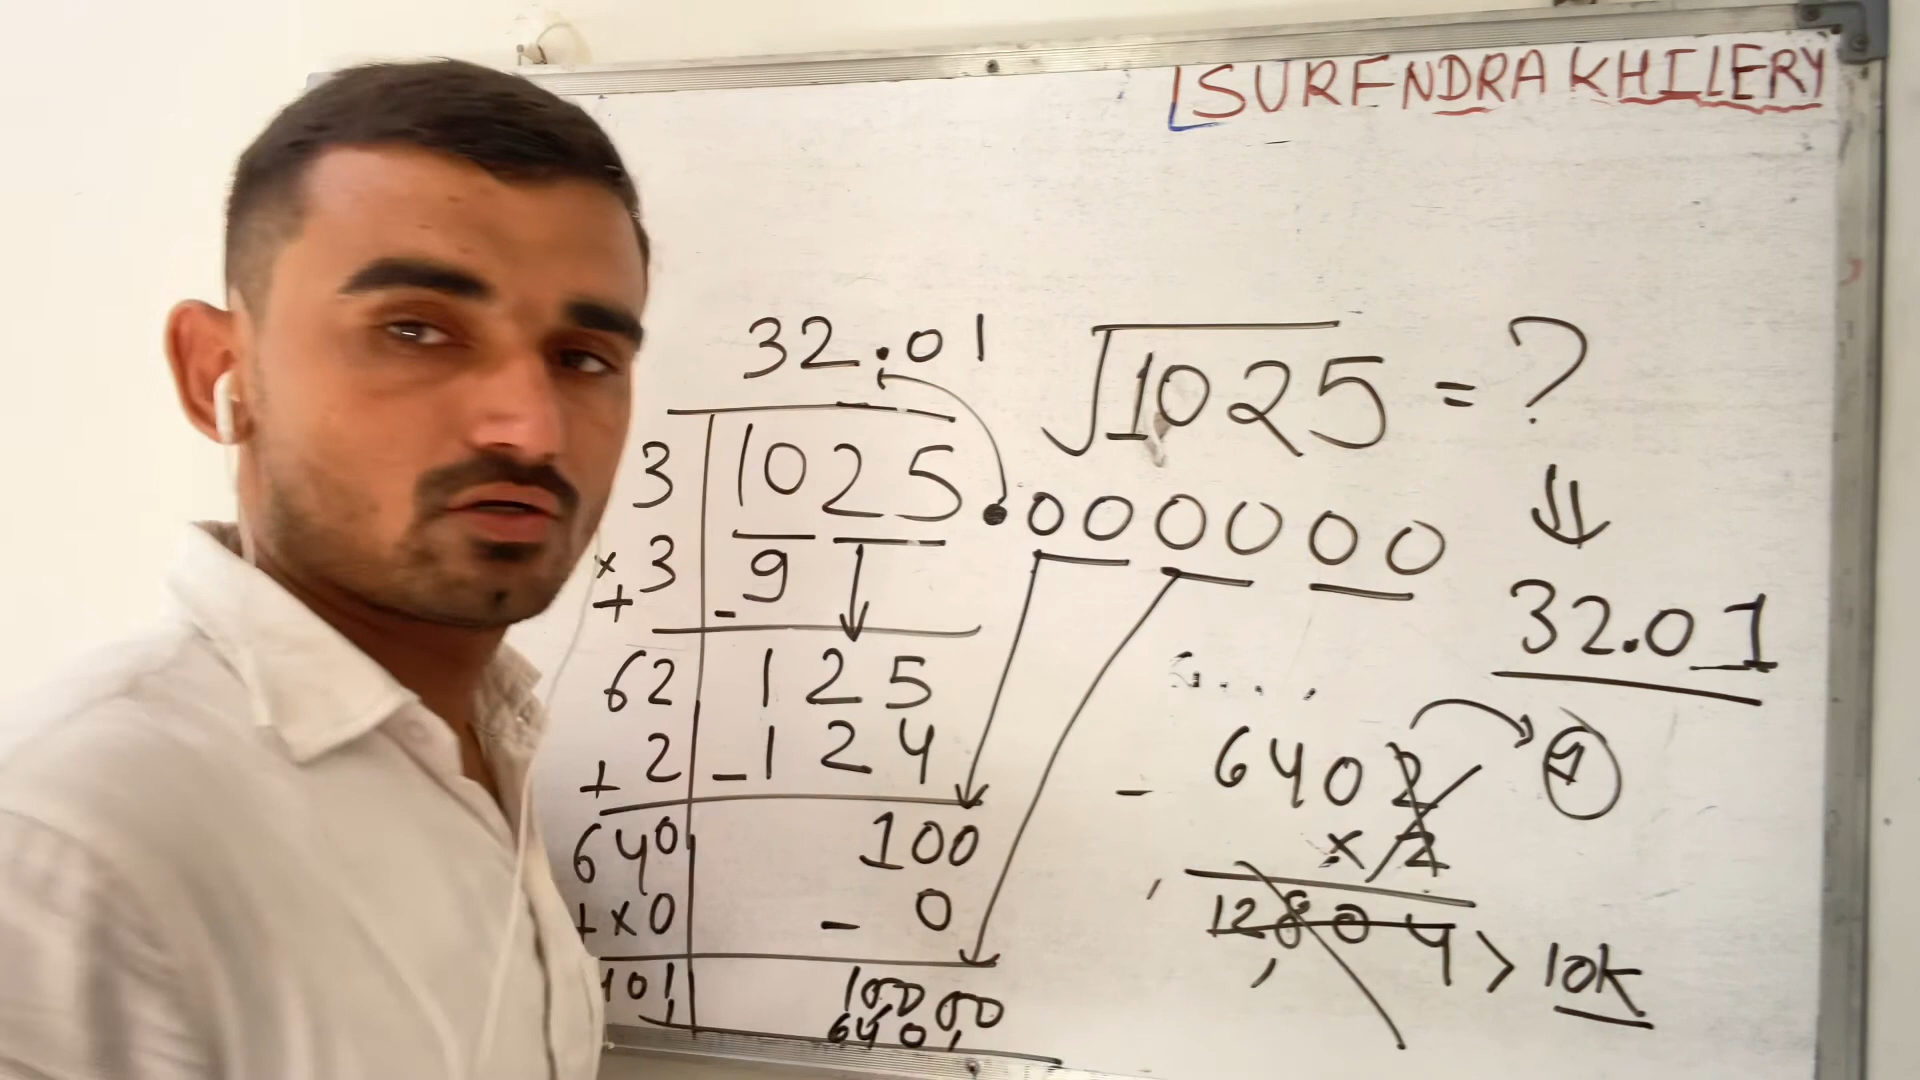 SURENDRA KHILERY
32.01
√1025 = ?
3 | 1025.000000
×
+ 3 | - 9
32.01
62 | 125
+ 2 | - 124
640 | 100
+ ×0 | - 0
101 | 10000
6401
- 6402
× 2
12804 > 10k